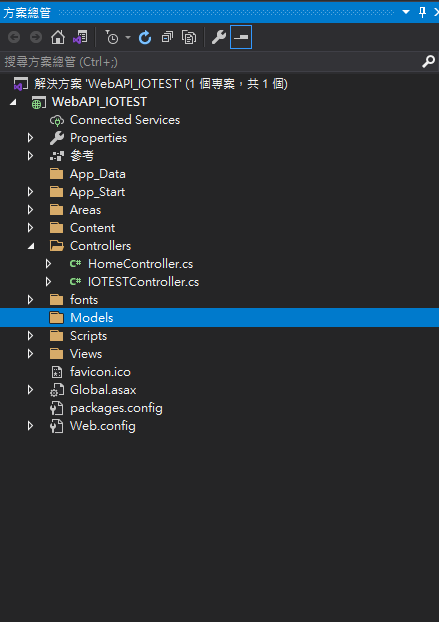 方案總管
搜尋方案總管 (Ctrl+;)
解決方案 'WebAPI_IOTEST' (1 個專案，共 1 個)
WebAPI_IOTEST
Connected Services
Properties
參考
App_Data
App_Start
Areas
Content
Controllers
C# HomeController.cs
C# IOTESTController.cs
fonts
Models
Scripts
Views
favicon.ico
Global.asax
packages.config
Web.config